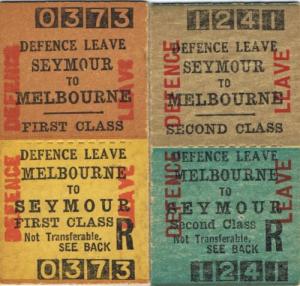 0373
DEFENCE LEAVE
SEYMOUR
TO
MELBOURNE
FIRST CLASS
DEFENCE
LEAVE
DEFENCE LEAVE
MELBOURNE
TO
SEYMOUR
FIRST CLASS R
Not Transferable.
SEE BACK
DEFENCE
LEAVE
0373
1241
DEFENCE LEAVE
SEYMOUR
TO
MELBOURNE
SECOND CLASS
DEFENCE
LEAVE
DEFENCE LEAVE
MELBOURNE
TO
SEYMOUR
Second Class R
Not Transferable.
SEE BACK
DEFENCE
LEAVE
1241